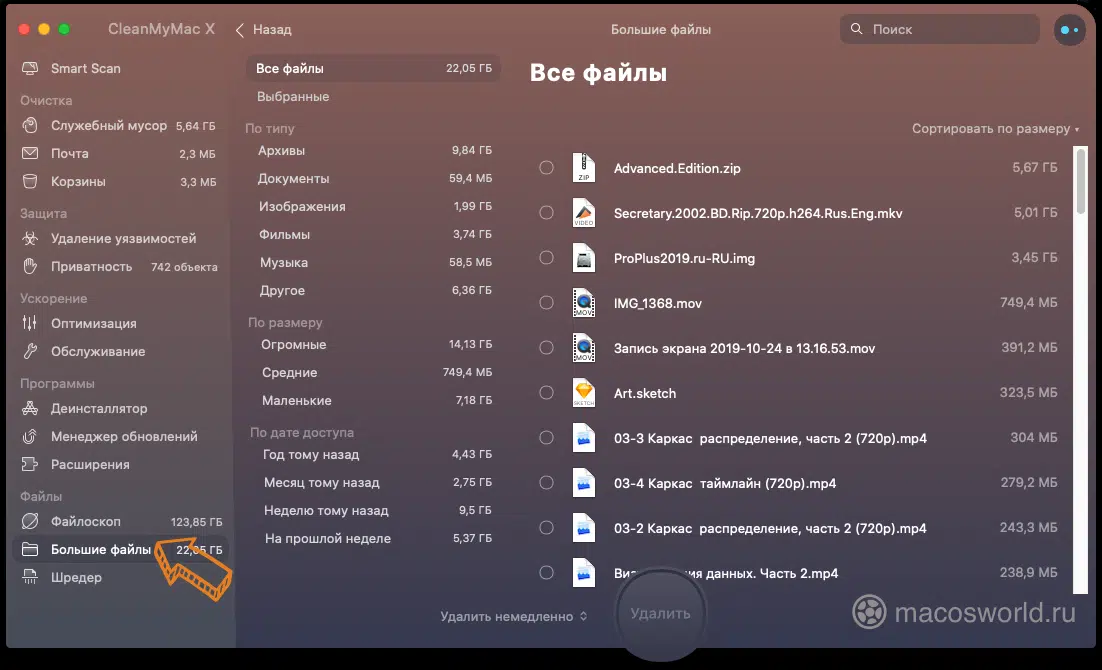 CleanMyMac X
Назад
Большие файлы
Поиск
Smart Scan
Очистка
Служебный мусор 5,64 ГБ
Почта 2,3 МБ
Корзины 3,3 МБ
Защита
Удаление уязвимостей
Приватность 742 объекта
Ускорение
Оптимизация
Обслуживание
Программы
Деинсталлятор
Менеджер обновлений
Расширения
Файлы
Файлоскоп 123,85 ГБ
Большие файлы 22,05 ГБ
Шредер
Все файлы 22,05 ГБ
Выбранные
По типу
Архивы 9,84 ГБ
Документы 59,4 МБ
Изображения 1,99 ГБ
Фильмы 3,74 ГБ
Музыка 58,5 МБ
Другое 6,36 ГБ
По размеру
Огромные 14,13 ГБ
Средние 749,4 МБ
Маленькие 7,18 ГБ
По дате доступа
Год тому назад 4,43 ГБ
Месяц тому назад 2,75 ГБ
Неделю тому назад 9,5 ГБ
На прошлой неделе 5,37 ГБ
Все файлы
Сортировать по размеру
ZIP
Advanced.Edition.zip 5,67 ГБ
VIDEO
Secretary.2002.BD.Rip.720p.h264.Rus.Eng.mkv 5,01 ГБ
ProPlus2019.ru-RU.img 3,45 ГБ
MOV
IMG_1368.mov 749,4 МБ
MOV
Запись экрана 2019-10-24 в 13.16.53.mov 391,2 МБ
SKETCH
Art.sketch 323,5 МБ
03-3 Каркас распределение, часть 2 (720p).mp4 304 МБ
03-4 Каркас таймлайн (720p).mp4 279,2 МБ
03-2 Каркас распределение, часть 2 (720p).mp4 243,3 МБ
данных. Часть 2.mp4 238,9 МБ
Удалить немедленно
Удалить
macosworld.ru